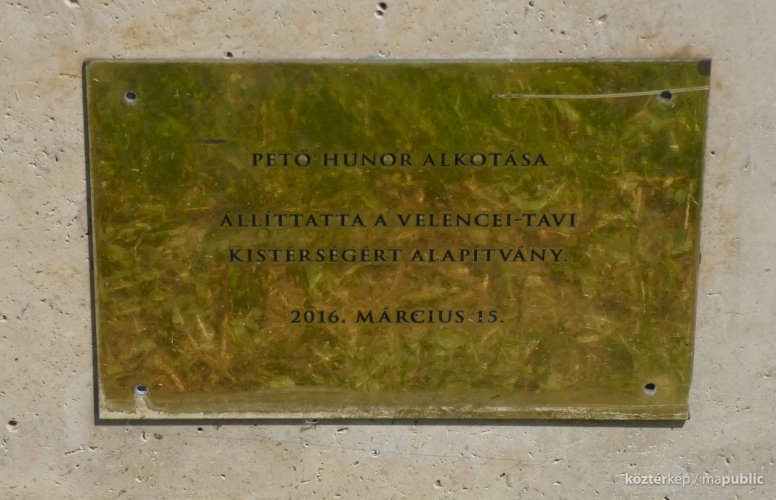 PETŐ HUNOR ALKOTÁSA
ÁLLÍTTATTA A VELENCEI-TAVI
KISTÉRSÉGÉRT ALAPÍTVÁNY.
2016. MÁRCIUS 15.
köztérkép / mapublic